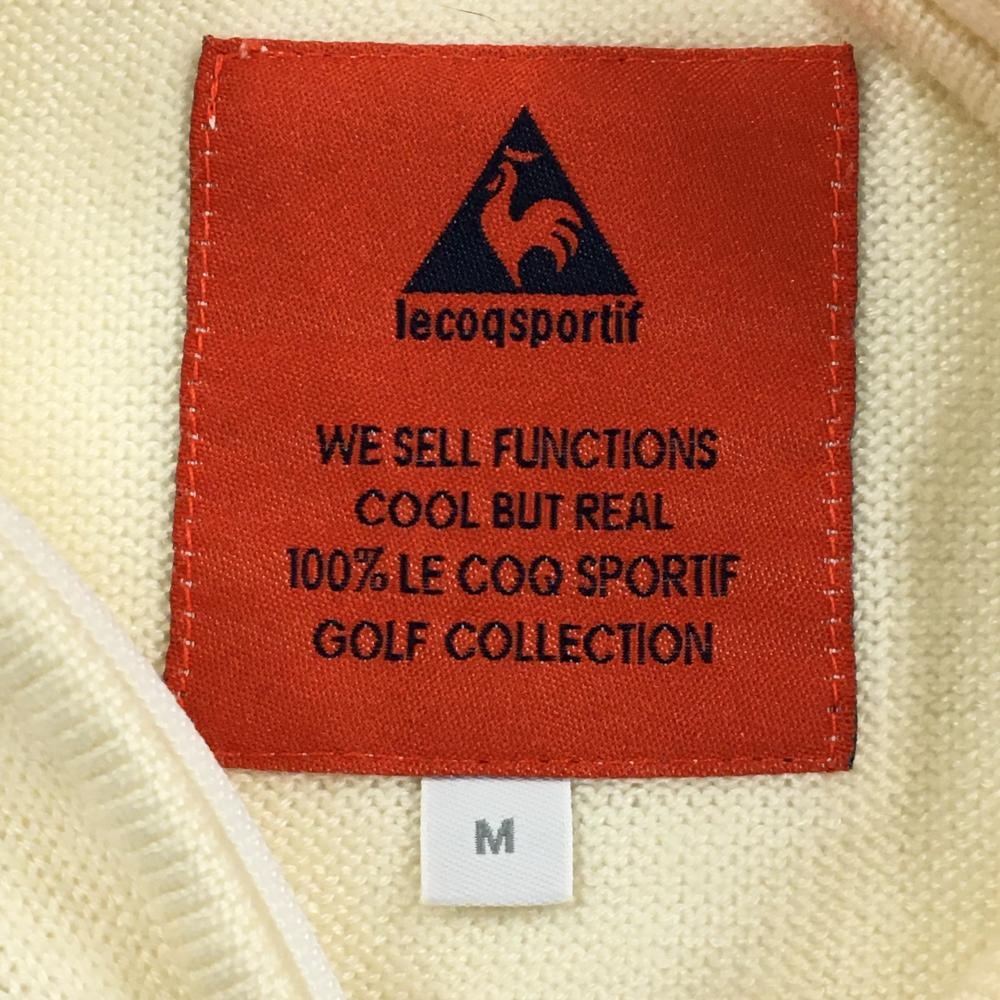 lecoqsportif
WE SELL FUNCTIONS
COOL BUT REAL
100% LE COQ SPORTIF
GOLF COLLECTION
M